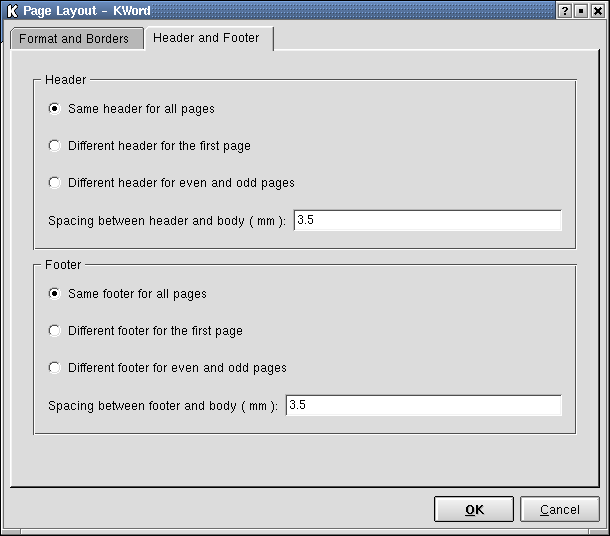 Page Layout - KWord
Format and Borders
Header and Footer
Header
Same header for all pages
Different header for the first page
Different header for even and odd pages
Spacing between header and body ( mm ): 3.5
Footer
Same footer for all pages
Different footer for the first page
Different footer for even and odd pages
Spacing between footer and body ( mm ): 3.5
OK
Cancel